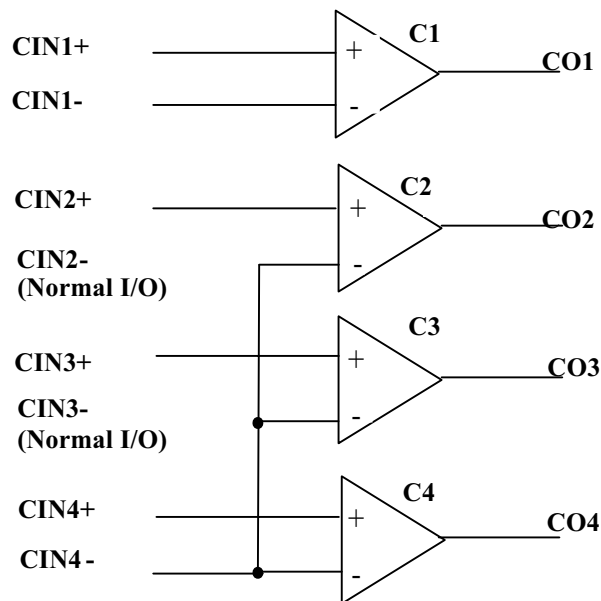 C1
CIN1+
+
CO1
CIN1-
-
C2
CIN2+
+
CO2
CIN2-
(Normal I/O)
-
C3
CIN3+
+
CO3
CIN3-
(Normal I/O)
-
C4
CIN4+
+
CO4
CIN4 -
-